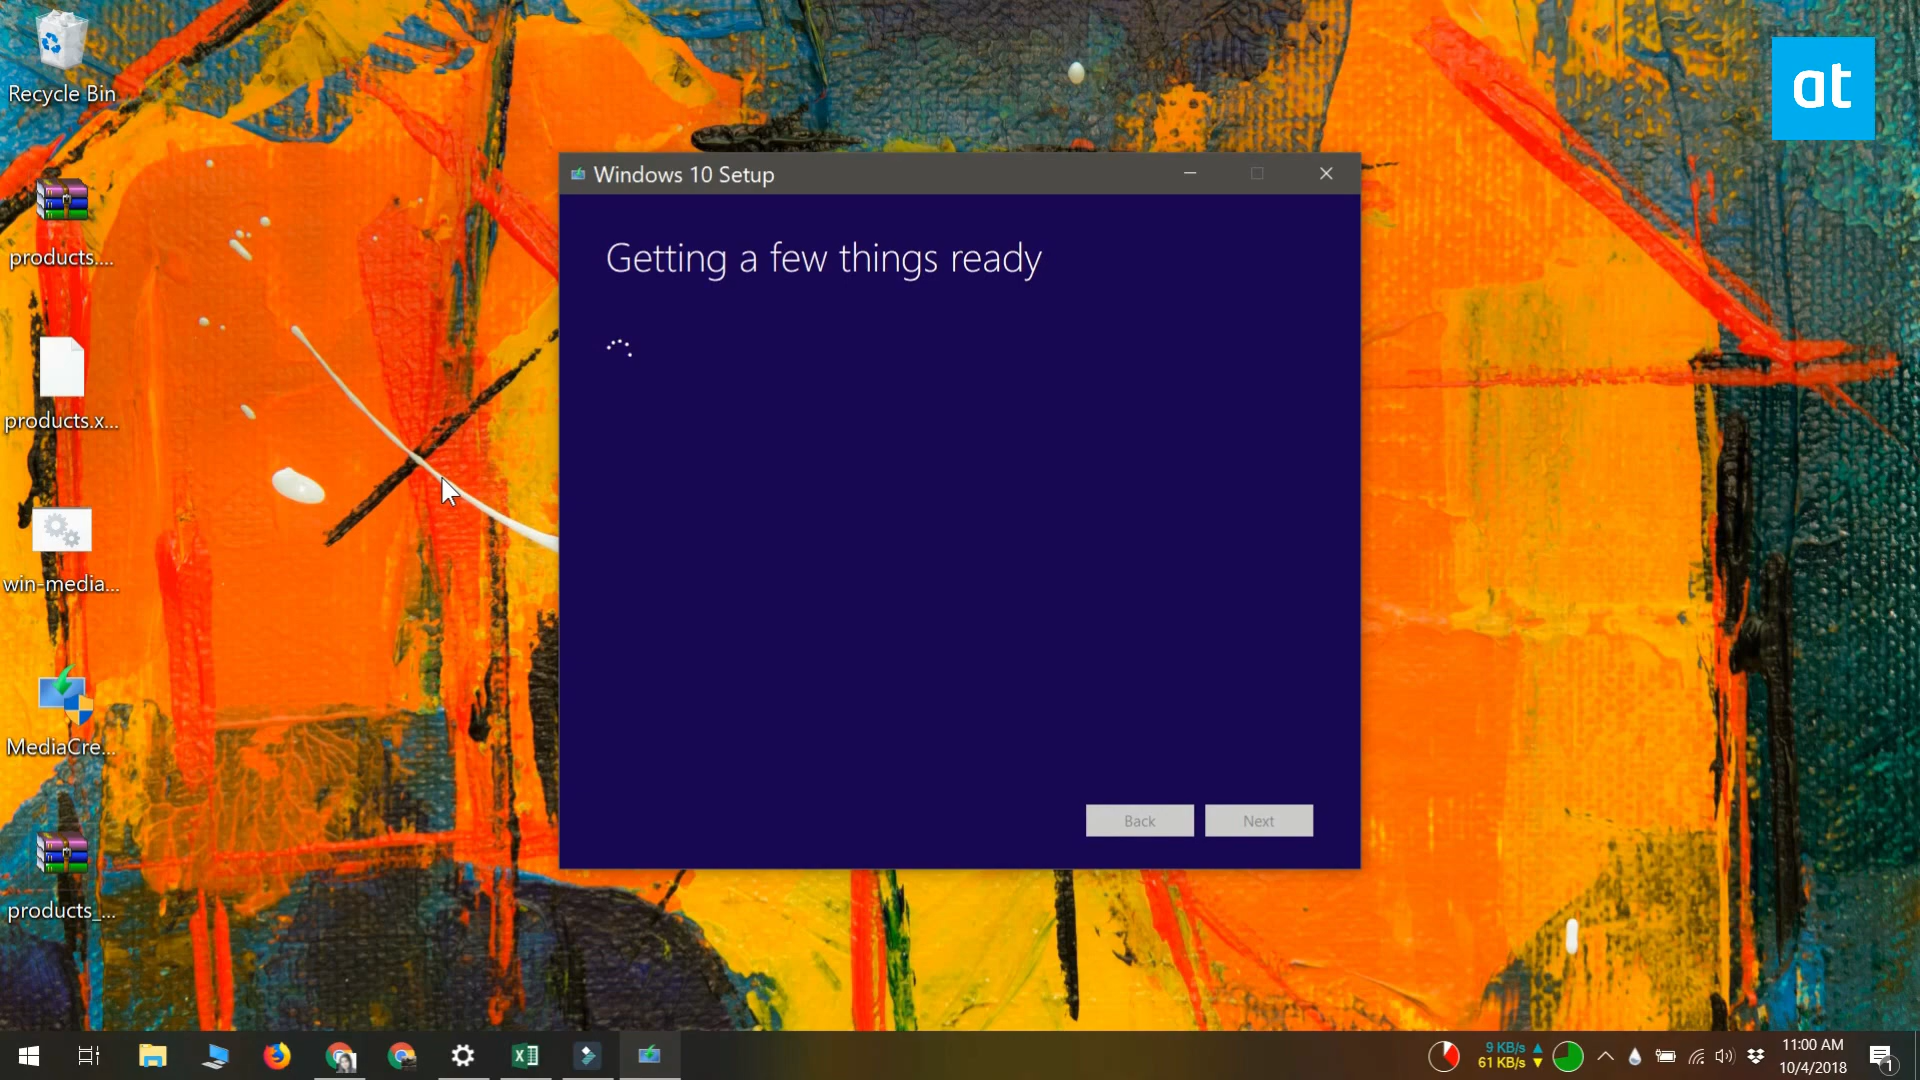 Recycle Bin
at
Windows 10 Setup
products....
Getting a few things ready
products.x...
win-media...
MediaCre...
Back
Next
products_...
9 KB/s
61 KB/s
11:00 AM
10/4/2018
1